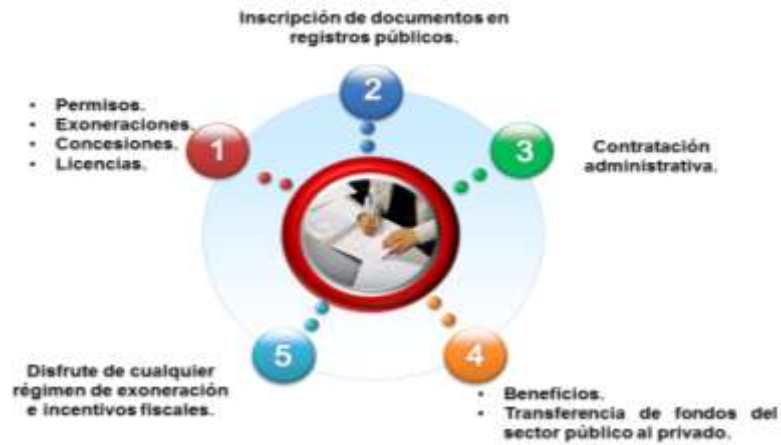 Inscripción de documentos en
registros públicos.
2
• Permisos.
• Exoneraciones.
• Concesiones.
• Licencias.
1
3
Contratación
administrativa.
5
Disfrute de cualquier
régimen de exoneración
e incentivos fiscales.
4
• Beneficios.
• Transferencia de fondos del
sector público al privado.